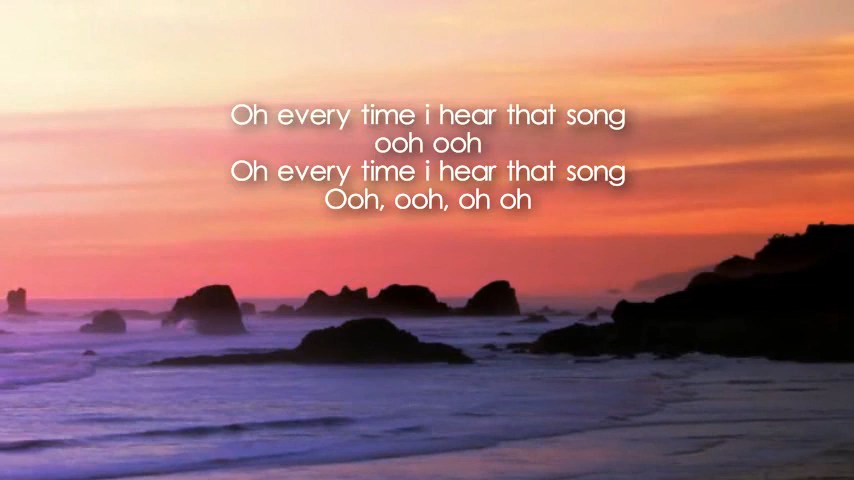 Oh every time i hear that song
ooh ooh
Oh every time i hear that song
Ooh, ooh, oh oh